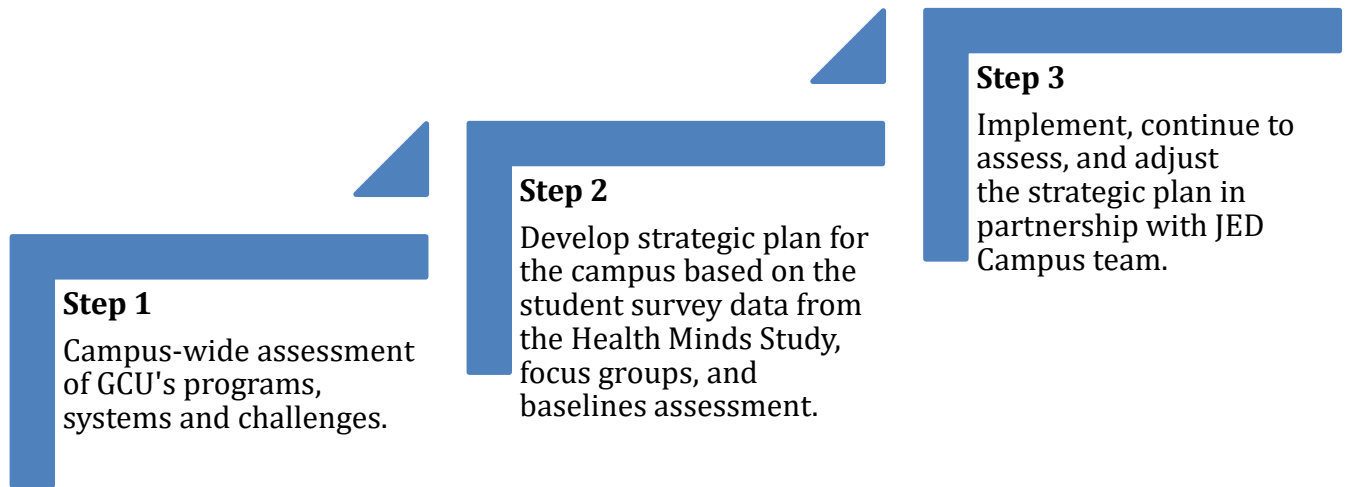 Step 1
Campus-wide assessment
of GCU's programs,
systems and challenges.
Step 2
Develop strategic plan for
the campus based on the
student survey data from
the Health Minds Study,
focus groups, and
baselines assessment.
Step 3
Implement, continue to
assess, and adjust
the strategic plan in
partnership with JED
Campus team.